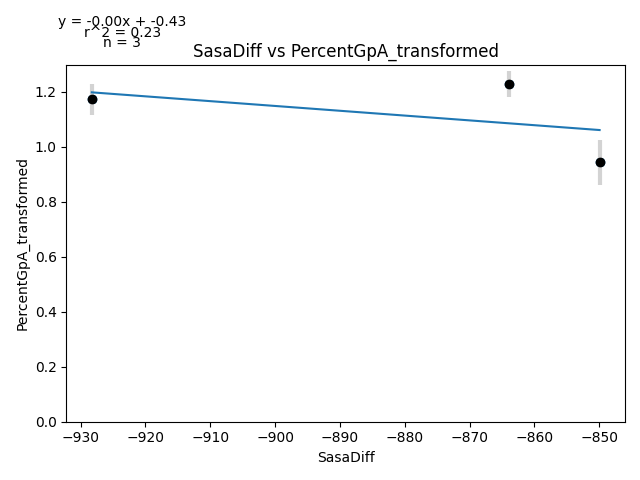 y = -0.00x + -0.43
r^2 = 0.23
n = 3
SasaDiff vs PercentGpA_transformed
1.2
1.0
0.8
0.6
0.4
0.2
0.0
PercentGpA_transformed
−930 −920 −910 −900 −890 −880 −870 −860 −850
SasaDiff